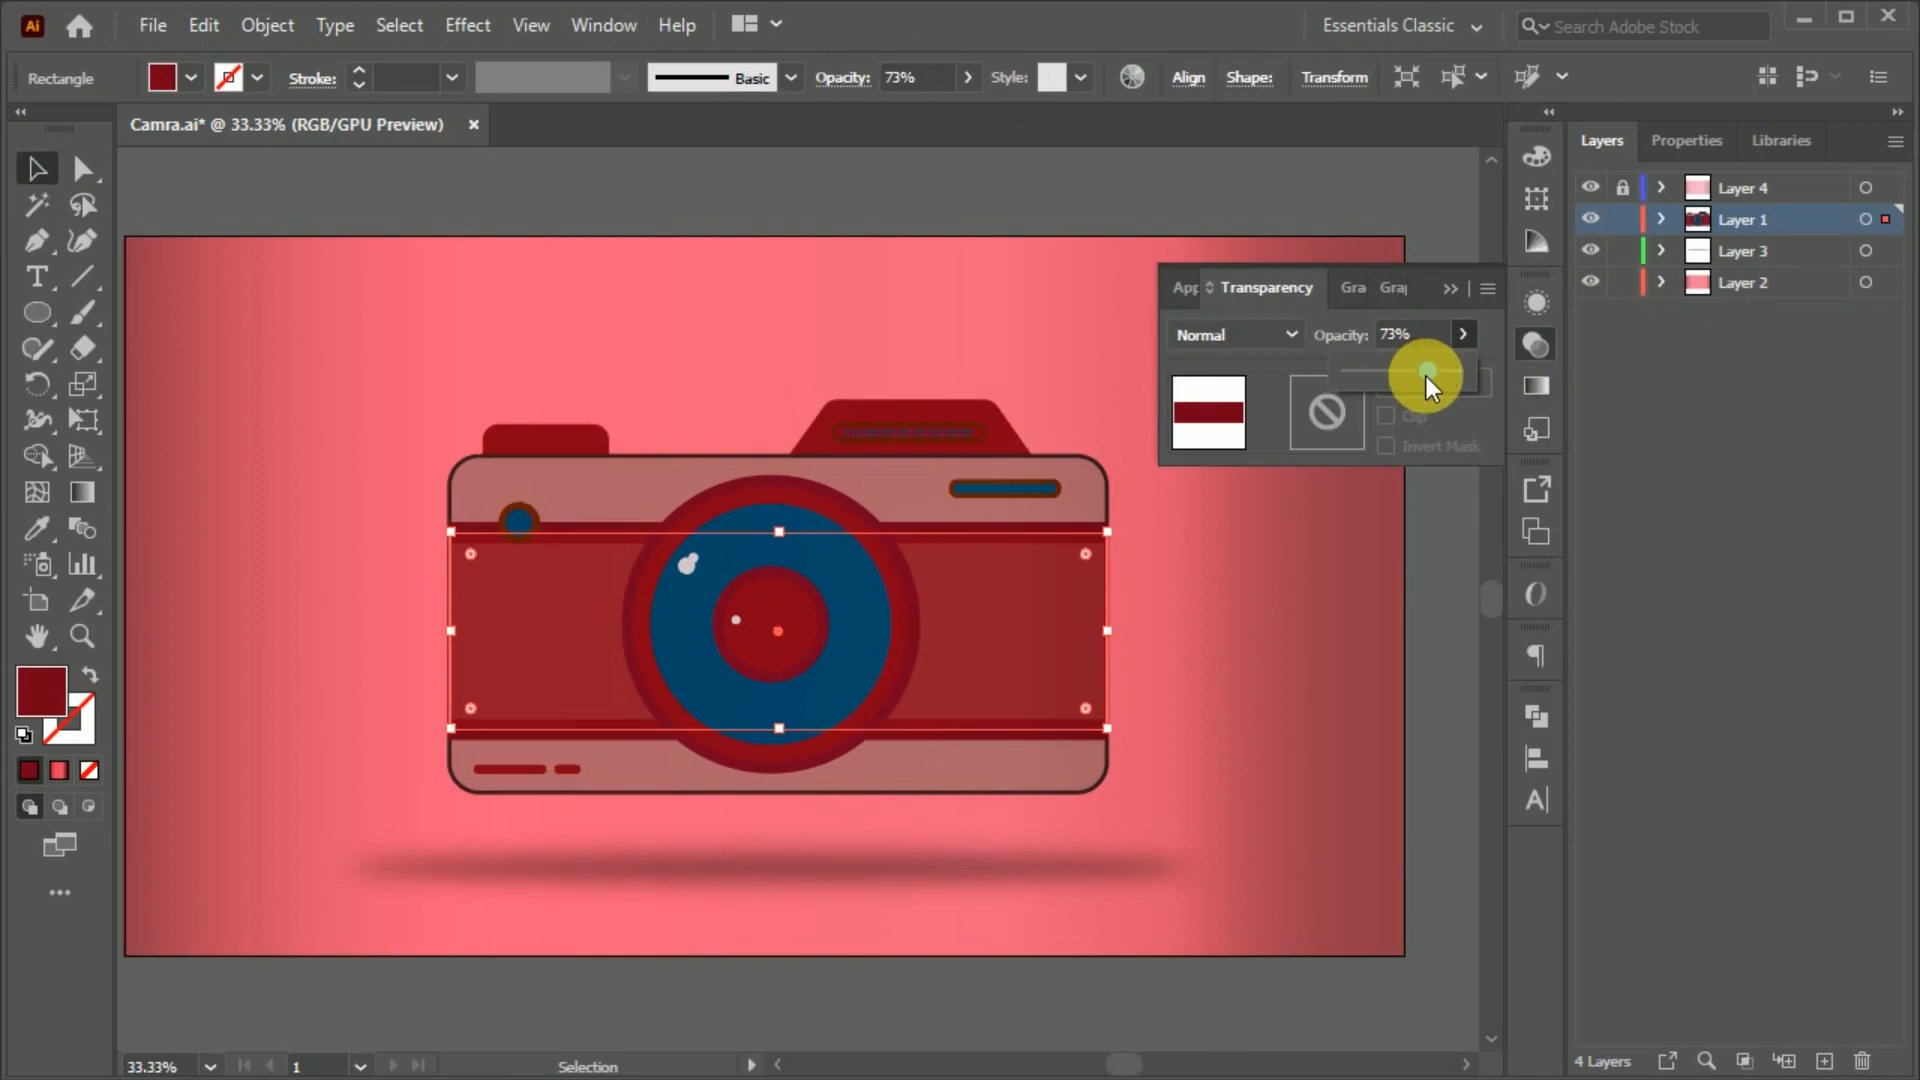 Ai File Edit Object Type Select Effect View Window Help Essentials Classic Search Adobe Stock
Rectangle Stroke: Basic Opacity: 73% Style: Align Shape: Transform
Camra.ai* @ 33.33% (RGB/GPU Preview)
Layers Properties Libraries
Layer 4
Layer 1
Layer 3
Layer 2
App Transparency Gra Grap
Normal Opacity: 73%
Clip
Invert Mask
33.33% 1 Selection
4 Layers